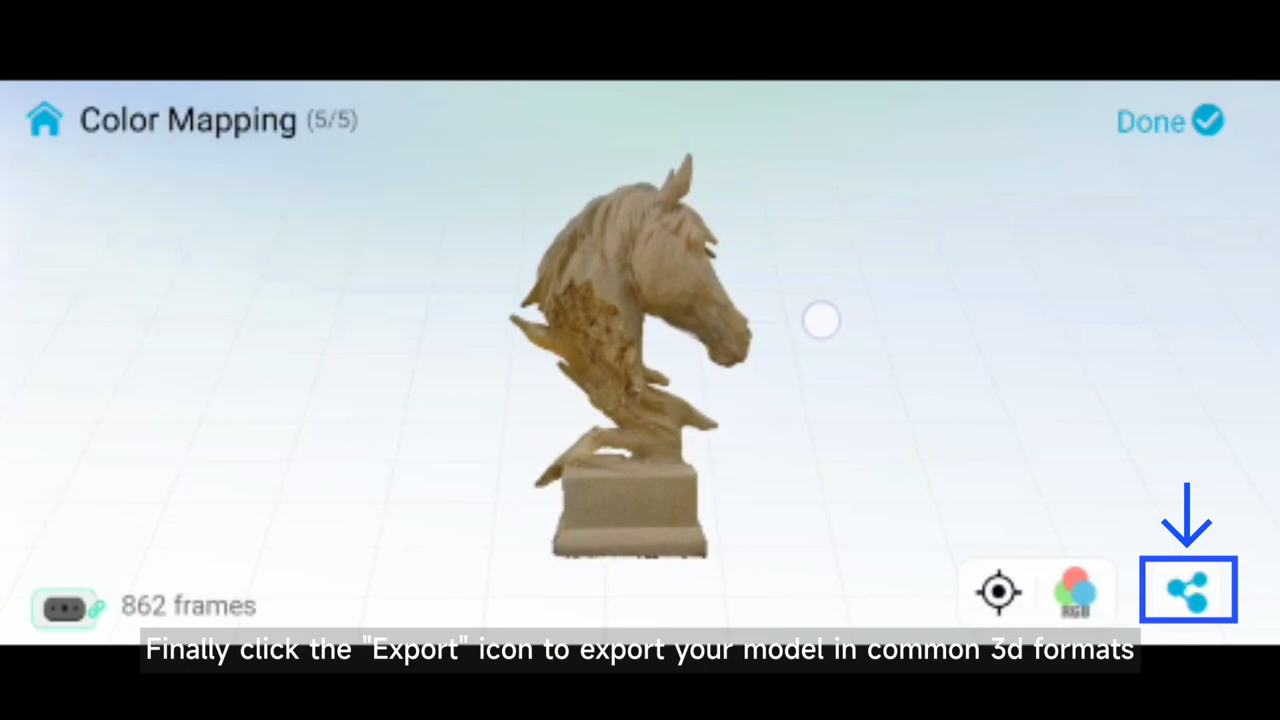 Color Mapping (5/5)
Done
862 frames
RGB
Finally click the "Export" icon to export your model in common 3d formats